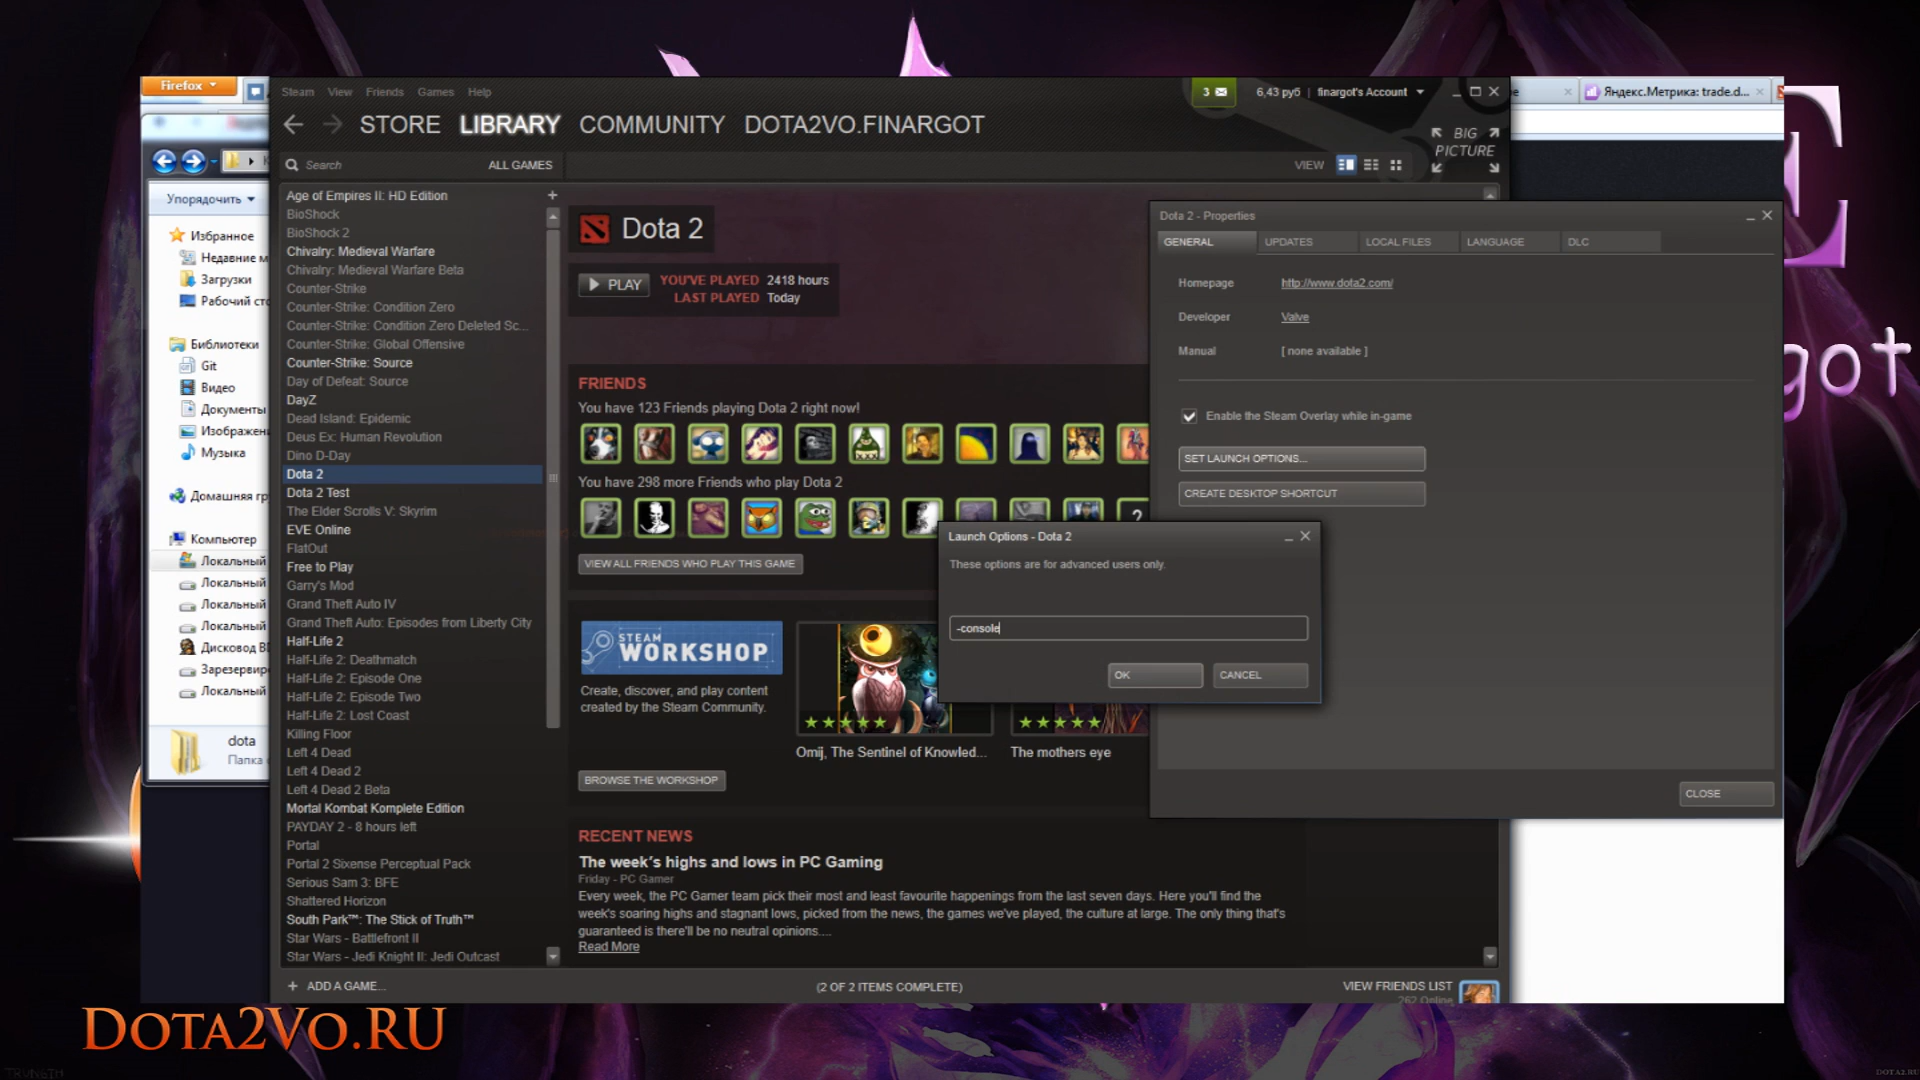 Firefox
Steam View Friends Games Help
3
6,43 руб | finargot's Account
Яндекс.Метрика: trade.d...
STORE LIBRARY COMMUNITY DOTA2VO.FINARGOT
BIG PICTURE
Search
ALL GAMES
VIEW
Упорядочить
Избранное
Недавние м
Загрузки
Рабочий сто
Библиотеки
Git
Видео
Документы
Изображени
Музыка
Домашняя гр
Компьютер
Локальный
Локальный
Локальный
Локальный
Дисковод BD
Зарезервиро
Локальный
dota
Папка с
Age of Empires II: HD Edition
BioShock
BioShock 2
Chivalry: Medieval Warfare
Chivalry: Medieval Warfare Beta
Counter-Strike
Counter-Strike: Condition Zero
Counter-Strike: Condition Zero Deleted Sc...
Counter-Strike: Global Offensive
Counter-Strike: Source
Day of Defeat: Source
DayZ
Dead Island: Epidemic
Deus Ex: Human Revolution
Dino D-Day
Dota 2
Dota 2 Test
The Elder Scrolls V: Skyrim
EVE Online
FlatOut
Free to Play
Garry's Mod
Grand Theft Auto IV
Grand Theft Auto: Episodes from Liberty City
Half-Life 2
Half-Life 2: Deathmatch
Half-Life 2: Episode One
Half-Life 2: Episode Two
Half-Life 2: Lost Coast
Killing Floor
Left 4 Dead
Left 4 Dead 2
Left 4 Dead 2 Beta
Mortal Kombat Komplete Edition
PAYDAY 2 - 8 hours left
Portal
Portal 2 Sixense Perceptual Pack
Serious Sam 3: BFE
Shattered Horizon
South Park™: The Stick of Truth™
Star Wars - Battlefront II
Star Wars - Jedi Knight II: Jedi Outcast
+ ADD A GAME...
Dota 2
PLAY
YOU'VE PLAYED 2418 hours
LAST PLAYED Today
FRIENDS
You have 123 Friends playing Dota 2 right now!
You have 298 more Friends who play Dota 2
?
VIEW ALL FRIENDS WHO PLAY THIS GAME
STEAM WORKSHOP
Create, discover, and play content
created by the Steam Community.
BROWSE THE WORKSHOP
Omij, The Sentinel of Knowled...
The mothers eye
RECENT NEWS
The week's highs and lows in PC Gaming
Friday - PC Gamer
Every week, the PC Gamer team pick their most and least favourite happenings from the last seven days. Here you'll find the
week's soaring highs and stagnant lows, picked from the news, the games we've played, the culture at large. The only thing that's
guaranteed is there'll be no neutral opinions....
Read More
(2 OF 2 ITEMS COMPLETE)
VIEW FRIENDS LIST
262 Online
Dota 2 - Properties
GENERAL UPDATES LOCAL FILES LANGUAGE DLC
Homepage http://www.dota2.com/
Developer Valve
Manual [ none available ]
Enable the Steam Overlay while in-game
SET LAUNCH OPTIONS...
CREATE DESKTOP SHORTCUT
CLOSE
Launch Options - Dota 2
These options are for advanced users only.
-console
OK
CANCEL
E
got
DOTA2VO.RU
DOTA2.RU